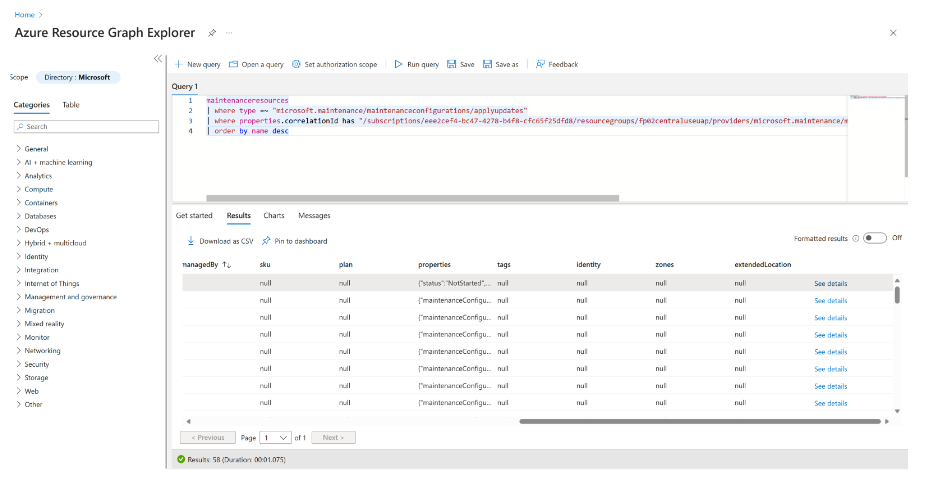 Home >
Azure Resource Graph Explorer
Scope Directory : Microsoft
Categories Table
Search
General
AI + machine learning
Analytics
Compute
Containers
Databases
DevOps
Hybrid + multicloud
Identity
Integration
Internet of Things
Management and governance
Migration
Mixed reality
Monitor
Networking
Security
Storage
Web
Other
New query Open a query Set authorization scope Run query Save Save as Feedback
Query 1
1 maintenanceresources
2 | where type =~ "microsoft.maintenance/maintenanceconfigurations/applyupdates"
3 | where properties.correlationId has "/subscriptions/eee2cef4-bc47-4278-b4f8-cfc65f25dfd8/resourcegroups/fp02centraluseuap/providers/microsoft.maintenance/m
4 | order by name desc
Get started Results Charts Messages
Download as CSV Pin to dashboard Formatted results Off
managedBy ↑↓ sku plan properties tags identity zones extendedLocation
null null {"status":"NotStarted",... null null null null See details
null null {"maintenanceConfigu... null null null null See details
null null {"maintenanceConfigu... null null null null See details
null null {"maintenanceConfigu... null null null null See details
null null {"maintenanceConfigu... null null null null See details
null null {"maintenanceConfigu... null null null null See details
null null {"maintenanceConfigu... null null null null See details
null null {"maintenanceConfigu... null null null null See details
< Previous Page 1 of 1 Next >
Results: 58 (Duration: 00:01.075)